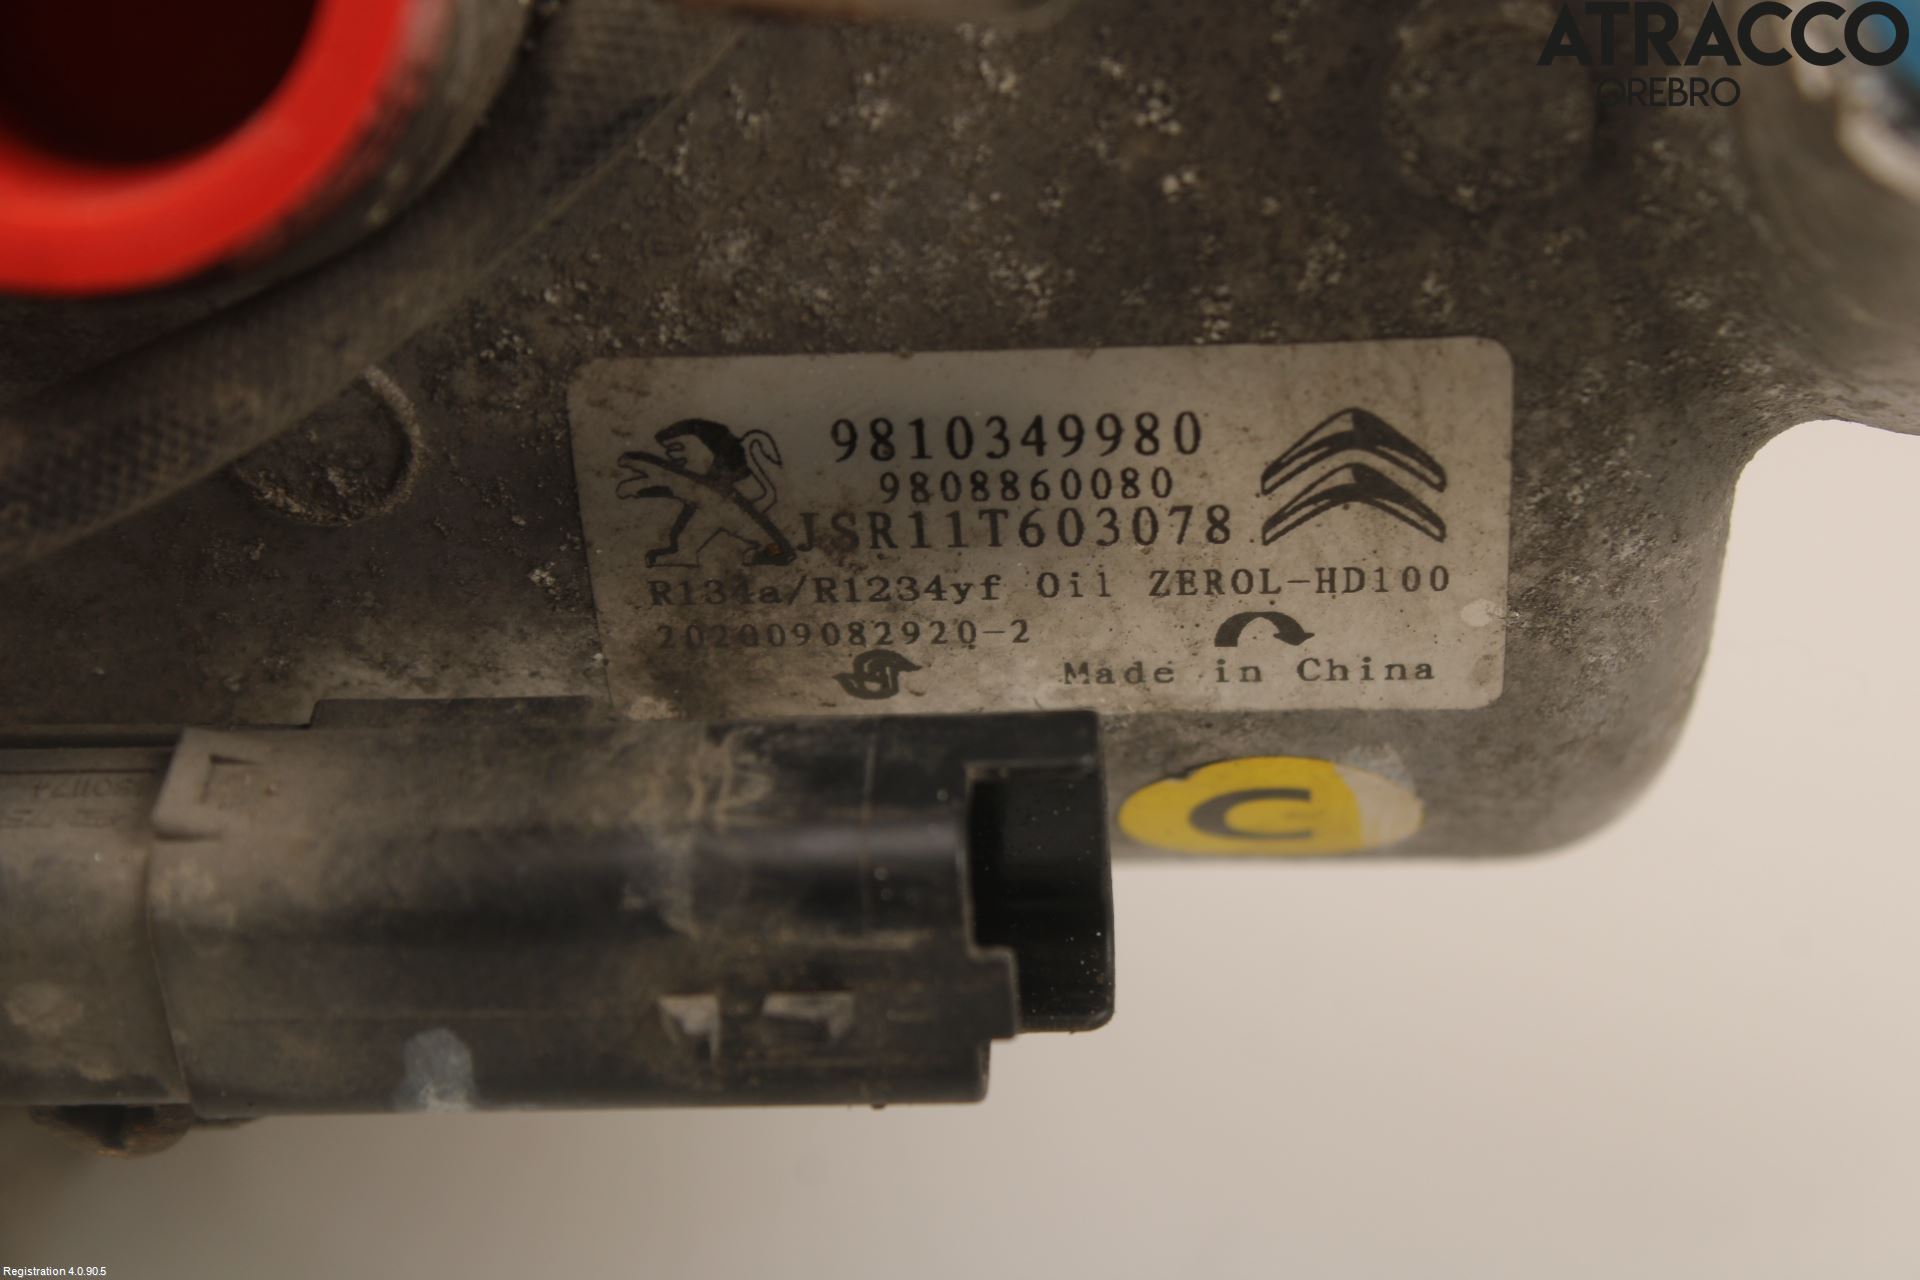 ATRACCO
ÖREBRO
9810349980
9808860080
JSR11T603078
R134a/R1234yf Oil ZEROL-HD100
202009082920-2
Made in China
C
Registration 4.0.90.5